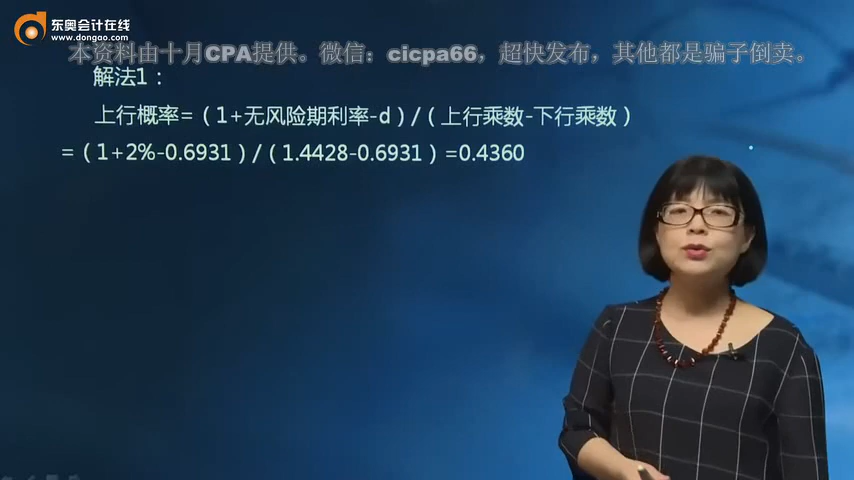 东奥会计在线
www.dongao.com
本资料由十月CPA提供。微信：cicpa66，超快发布，其他都是骗子倒卖。
解法1：
上行概率=（1+无风险期利率-d）/（上行乘数-下行乘数）
=（1+2%-0.6931）/（1.4428-0.6931）=0.4360